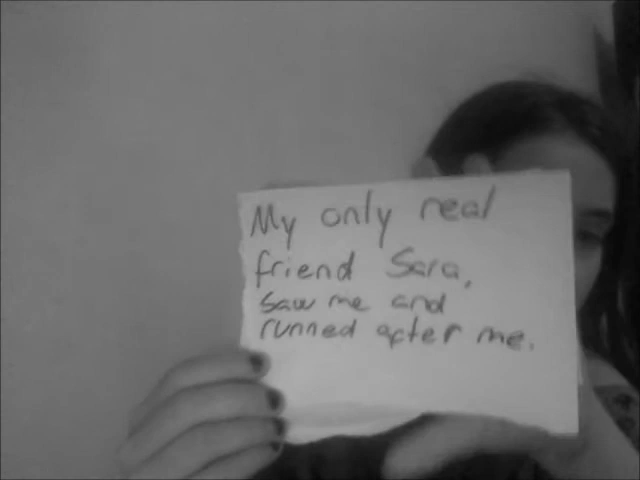 My only real
friend Sara,
saw me and
runned after me.